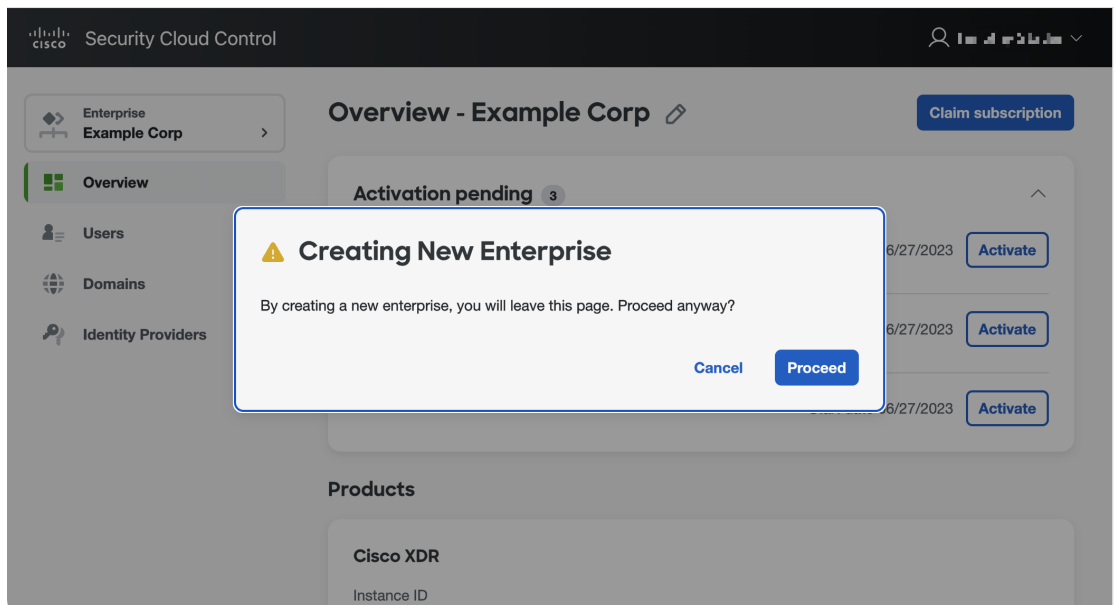 CISCO
Security Cloud Control
Enterprise
Example Corp
Overview
Users
Domains
Identity Providers
Overview - Example Corp
Claim subscription
Activation pending 3
6/27/2023 Activate
6/27/2023 Activate
6/27/2023 Activate
Creating New Enterprise
By creating a new enterprise, you will leave this page. Proceed anyway?
Cancel
Proceed
Products
Cisco XDR
Instance ID